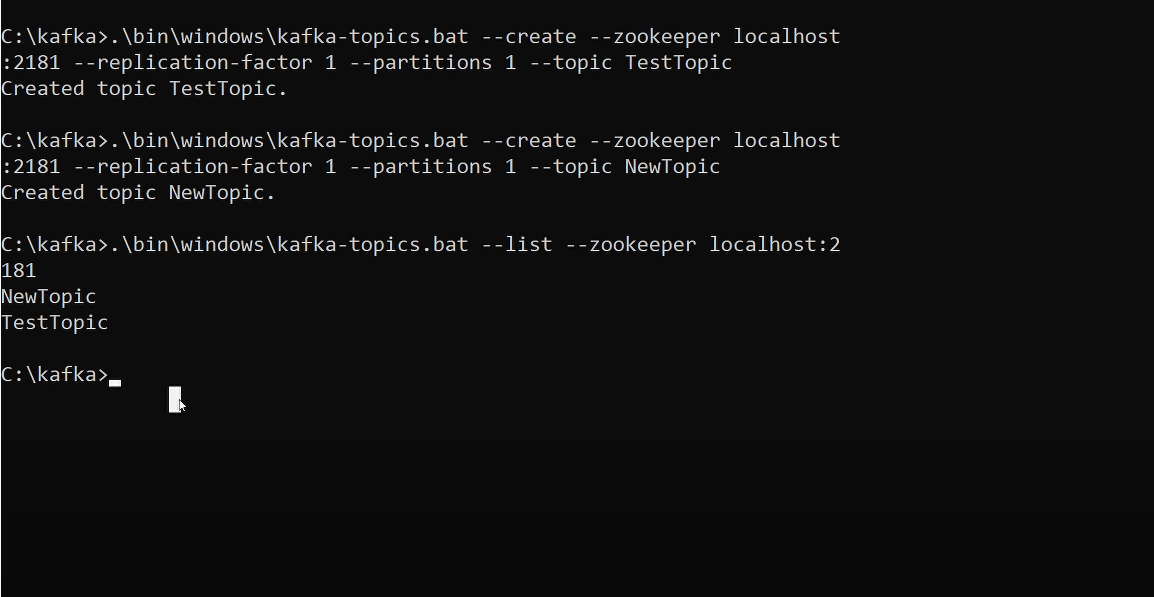 C:\kafka>.\bin\windows\kafka-topics.bat --create --zookeeper localhost
:2181 --replication-factor 1 --partitions 1 --topic TestTopic
Created topic TestTopic.
C:\kafka>.\bin\windows\kafka-topics.bat --create --zookeeper localhost
:2181 --replication-factor 1 --partitions 1 --topic NewTopic
Created topic NewTopic.
C:\kafka>.\bin\windows\kafka-topics.bat --list --zookeeper localhost:2
181
NewTopic
TestTopic
C:\kafka>